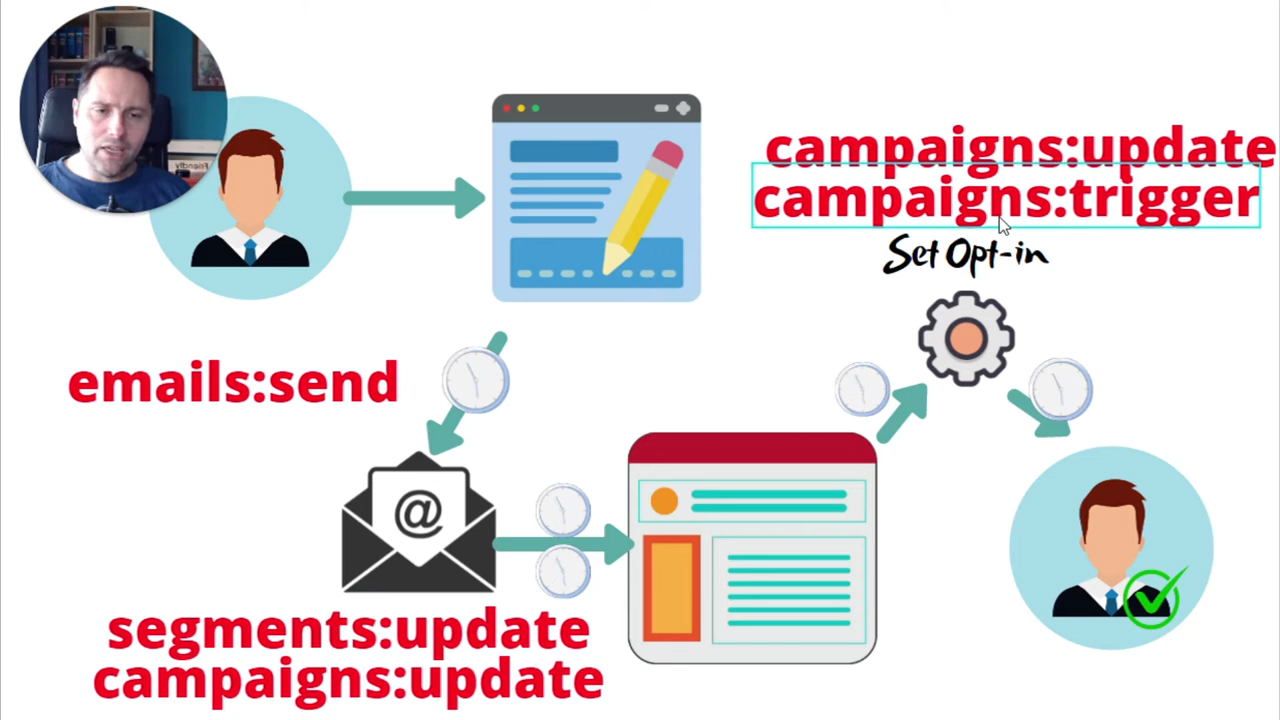 campaigns:update
campaigns:trigger
Set Opt-in
emails:send
@
segments:update
campaigns:update